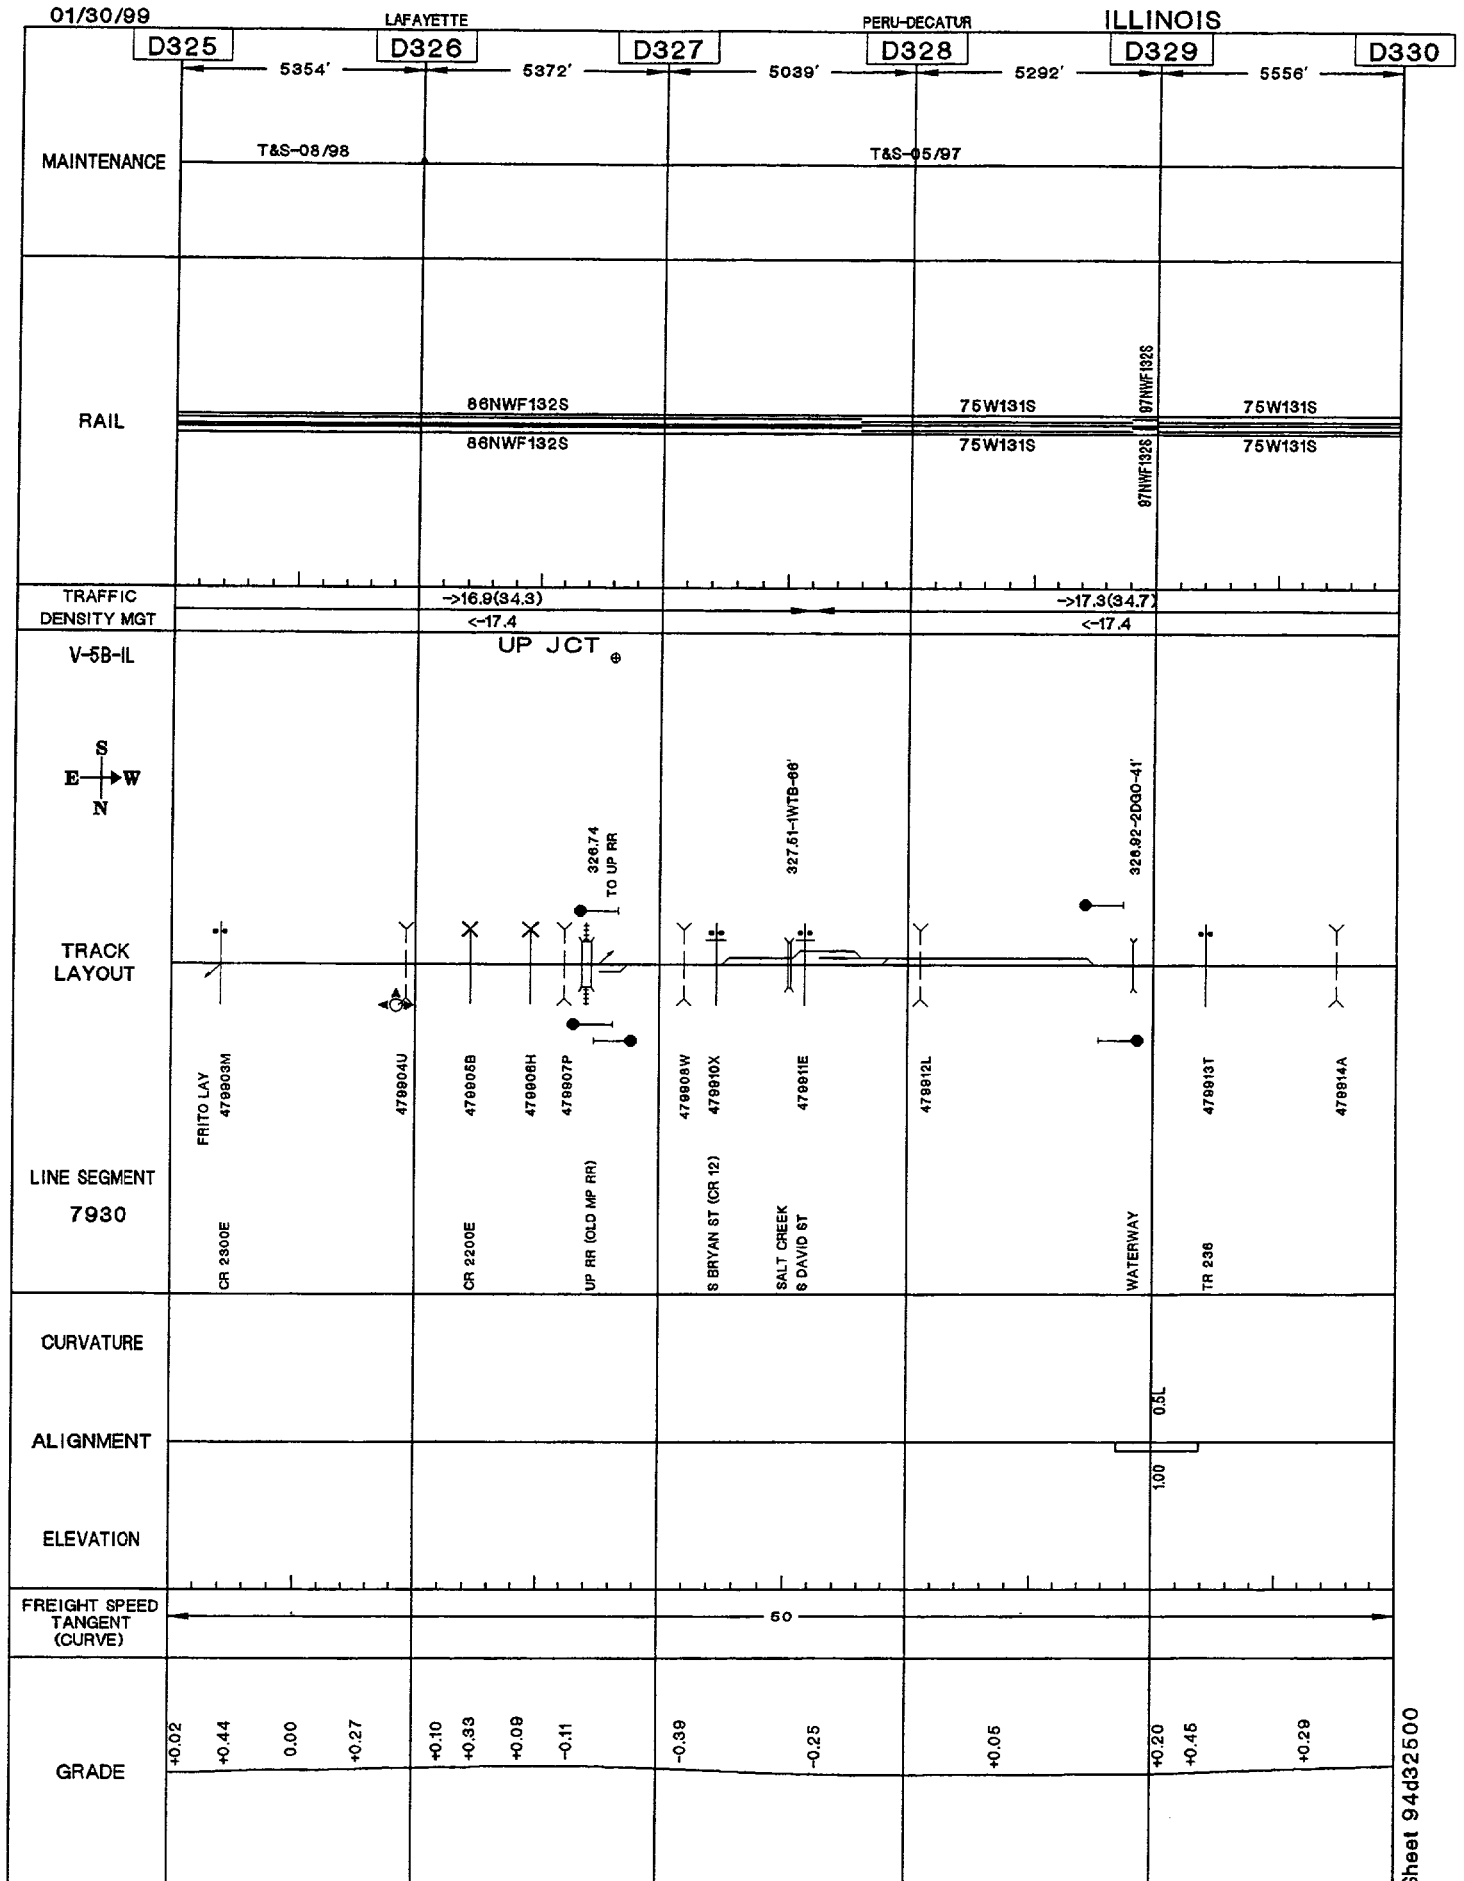 01/30/99
LAFAYETTE
PERU-DECATUR
ILLINOIS
D325
D326
D327
D328
D329
D330
5354'
5372'
5039'
5292'
5556'
MAINTENANCE
T&S-08/98
T&S-05/97
RAIL
86NWF132S
75W131S
97NWF132S
75W131S
86NWF132S
75W131S
97NWF132S
75W131S
TRAFFIC
DENSITY MGT
->16.9(34.3)
->17.3(34.7)
<-17.4
<-17.4
V-5B-IL
UP JCT
S
E
W
N
326.74
TO UP RR
327.51-1WTB-66'
328.92-2DGO-41'
TRACK
LAYOUT
FRITO LAY
479903M
479904U
479905B
479906H
479907P
479908W
479910X
479911E
479912L
479913T
479914A
LINE SEGMENT
7930
CR 2300E
CR 2200E
UP RR (OLD MP RR)
S BRYAN ST (CR 12)
SALT CREEK
S DAVID ST
WATERWAY
TR 236
CURVATURE
0.5L
ALIGNMENT
1.00
ELEVATION
FREIGHT SPEED
TANGENT
(CURVE)
50
GRADE
+0.02
+0.44
0.00
+0.27
+0.10
+0.33
+0.09
-0.11
-0.39
-0.25
+0.05
+0.20
+0.45
+0.29
Sheet 94d32500